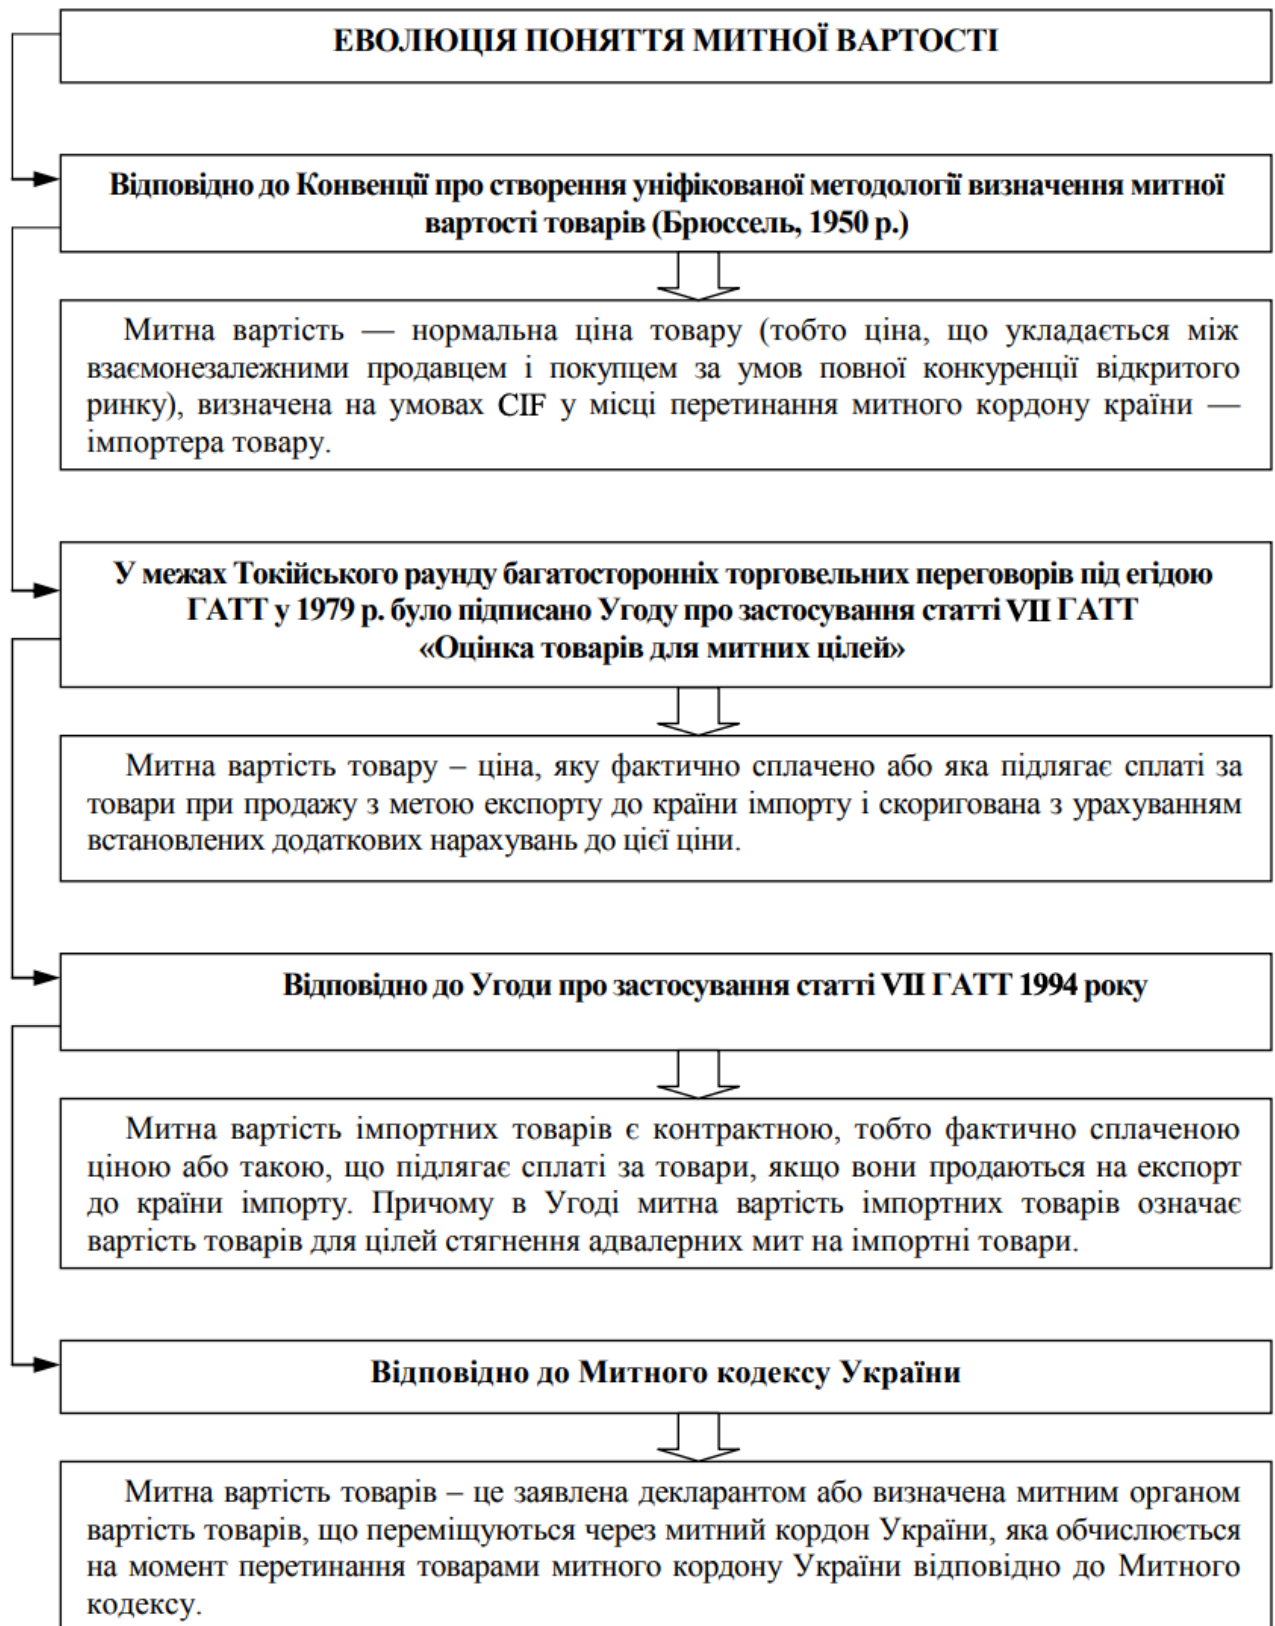 ЕВОЛЮЦІЯ ПОНЯТТЯ МИТНОЇ ВАРТОСТІ
Відповідно до Конвенції про створення уніфікованої методології визначення митної
вартості товарів (Брюссель, 1950 р.)
Митна вартість — нормальна ціна товару (тобто ціна, що укладається між
взаємонезалежними продавцем і покупцем за умов повної конкуренції відкритого
ринку), визначена на умовах CIF у місці перетинання митного кордону країни —
імпортера товару.
У межах Токійського раунду багатосторонніх торговельних переговорів під егідою
ГАТТ у 1979 р. було підписано Угоду про застосування статті VII ГАТТ
«Оцінка товарів для митних цілей»
Митна вартість товару – ціна, яку фактично сплачено або яка підлягає сплаті за
товари при продажу з метою експорту до країни імпорту і скоригована з урахуванням
встановлених додаткових нарахувань до цієї ціни.
Відповідно до Угоди про застосування статті VII ГАТТ 1994 року
Митна вартість імпортних товарів є контрактною, тобто фактично сплаченою
ціною або такою, що підлягає сплаті за товари, якщо вони продаються на експорт
до країни імпорту. Причому в Угоді митна вартість імпортних товарів означає
вартість товарів для цілей стягнення адвалерних мит на імпортні товари.
Відповідно до Митного кодексу України
Митна вартість товарів – це заявлена декларантом або визначена митним органом
вартість товарів, що переміщуються через митний кордон України, яка обчислюється
на момент перетинання товарами митного кордону України відповідно до Митного
кодексу.